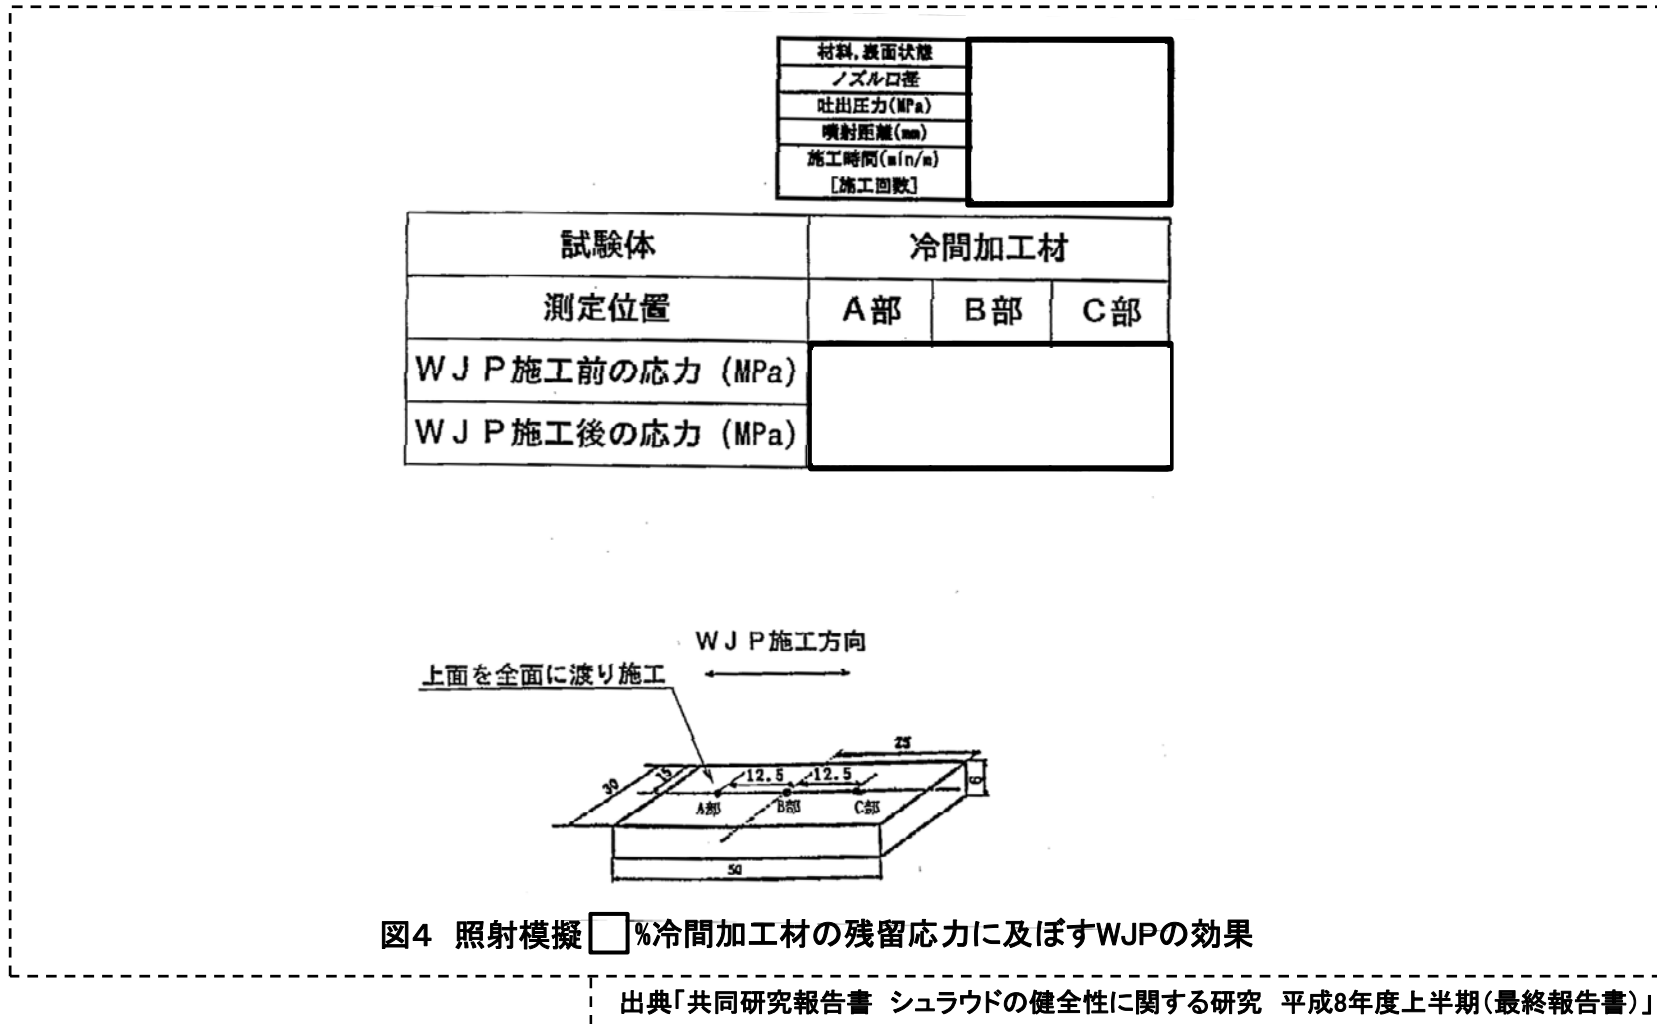 材料,表面状態
ノズル口径
吐出圧力(MPa)
噴射距離(mm)
施工時間(min/m)
[施工回数]
試験体 冷間加工材
測定位置 A部 B部 C部
WJP施工前の応力 (MPa)
WJP施工後の応力 (MPa)
WJP施工方向
上面を全面に渡り施工
25
30 15 12.5 12.5 6
A部 B部 C部
50
図4 照射模擬 %冷間加工材の残留応力に及ぼすWJPの効果
出典「共同研究報告書 シュラウドの健全性に関する研究 平成8年度上半期(最終報告書)」